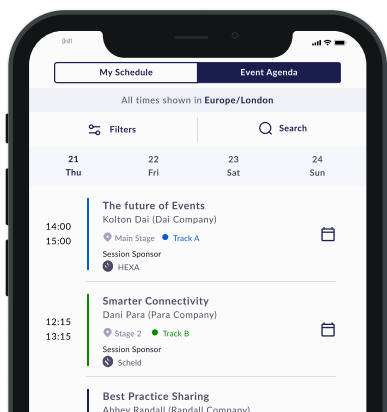 My Schedule
Event Agenda
All times shown in Europe/London
Filters
Search
21 22 23 24
Thu Fri Sat Sun
14:00
15:00
The future of Events
Kolton Dai (Dai Company)
Main Stage Track A
Session Sponsor
HEXA
12:15
13:15
Smarter Connectivity
Dani Para (Para Company)
Stage 2 Track B
Session Sponsor
Scheld
Best Practice Sharing
Abbey Randall (Randall Company)